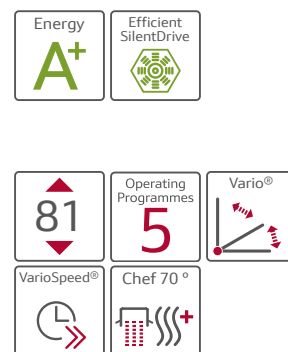 Energy
A+
Efficient
SilentDrive
81
Operating
Programmes
5
Vario®
VarioSpeed®
Chef 70 º